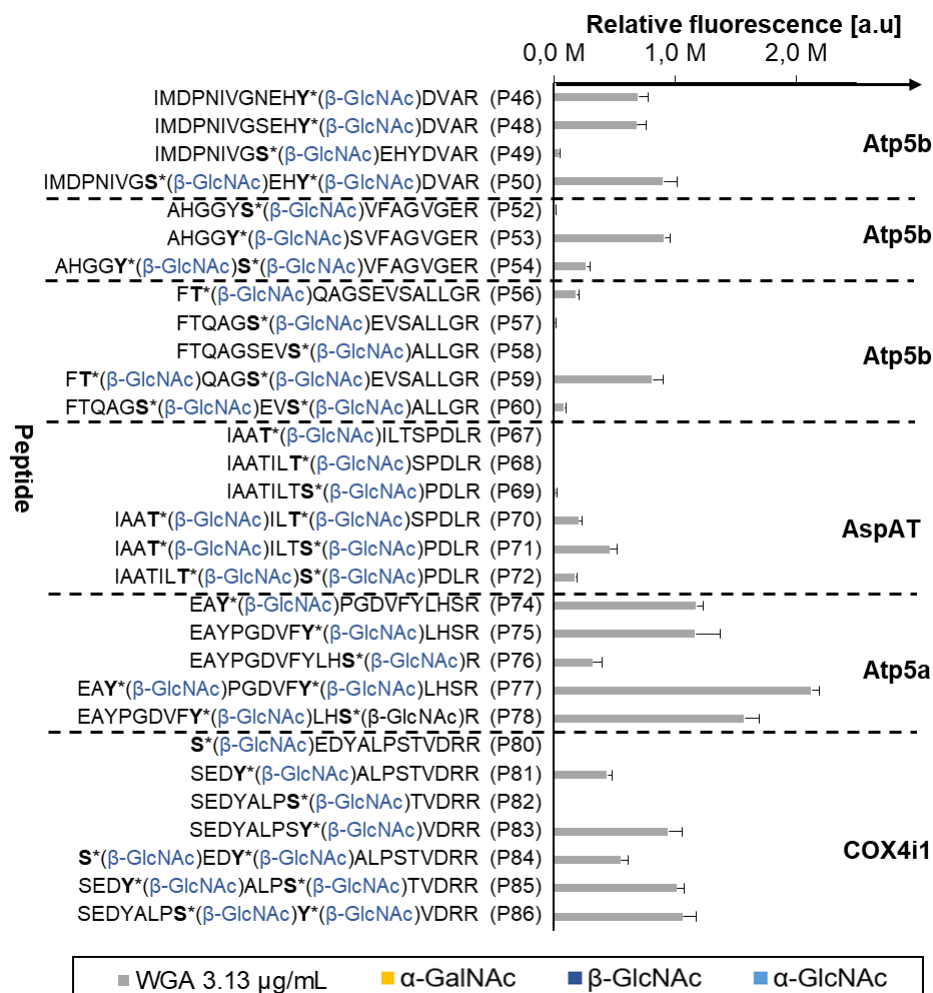 Relative fluorescence [a.u]
0,0 M 1,0 M 2,0 M
Peptide
IMDPNIVGNEHY*(β-GlcNAc)DVAR (P46)
IMDPNIVGSEHY*(β-GlcNAc)DVAR (P48)
IMDPNIVGS*(β-GlcNAc)EHYDVAR (P49)
IMDPNIVGS*(β-GlcNAc)EHY*(β-GlcNAc)DVAR (P50)
Atp5b
AHGGYS*(β-GlcNAc)VFAGVGER (P52)
AHGGY*(β-GlcNAc)SVFAGVGER (P53)
AHGGY*(β-GlcNAc)S*(β-GlcNAc)VFAGVGER (P54)
Atp5b
FT*(β-GlcNAc)QAGSEVSALLGR (P56)
FTQAGS*(β-GlcNAc)EVSALLGR (P57)
FTQAGSEVS*(β-GlcNAc)ALLGR (P58)
FT*(β-GlcNAc)QAGS*(β-GlcNAc)EVSALLGR (P59)
FTQAGS*(β-GlcNAc)EVS*(β-GlcNAc)ALLGR (P60)
Atp5b
IAAT*(β-GlcNAc)ILTSPDLR (P67)
IAATILT*(β-GlcNAc)SPDLR (P68)
IAATILTS*(β-GlcNAc)PDLR (P69)
IAAT*(β-GlcNAc)ILT*(β-GlcNAc)SPDLR (P70)
IAAT*(β-GlcNAc)ILTS*(β-GlcNAc)PDLR (P71)
IAATILT*(β-GlcNAc)S*(β-GlcNAc)PDLR (P72)
AspAT
EAY*(β-GlcNAc)PGDVFYLHSR (P74)
EAYPGDVFY*(β-GlcNAc)LHSR (P75)
EAYPGDVFYLHS*(β-GlcNAc)R (P76)
EAY*(β-GlcNAc)PGDVFY*(β-GlcNAc)LHSR (P77)
EAYPGDVFY*(β-GlcNAc)LHS*(β-GlcNAc)R (P78)
Atp5a
S*(β-GlcNAc)EDYALPSTVDRR (P80)
SEDY*(β-GlcNAc)ALPSTVDRR (P81)
SEDYALPS*(β-GlcNAc)TVDRR (P82)
SEDYALPSY*(β-GlcNAc)VDRR (P83)
S*(β-GlcNAc)EDY*(β-GlcNAc)ALPSTVDRR (P84)
SEDY*(β-GlcNAc)ALPS*(β-GlcNAc)TVDRR (P85)
SEDYALPS*(β-GlcNAc)Y*(β-GlcNAc)VDRR (P86)
COX4i1
WGA 3.13 µg/mL α-GalNAc β-GlcNAc α-GlcNAc